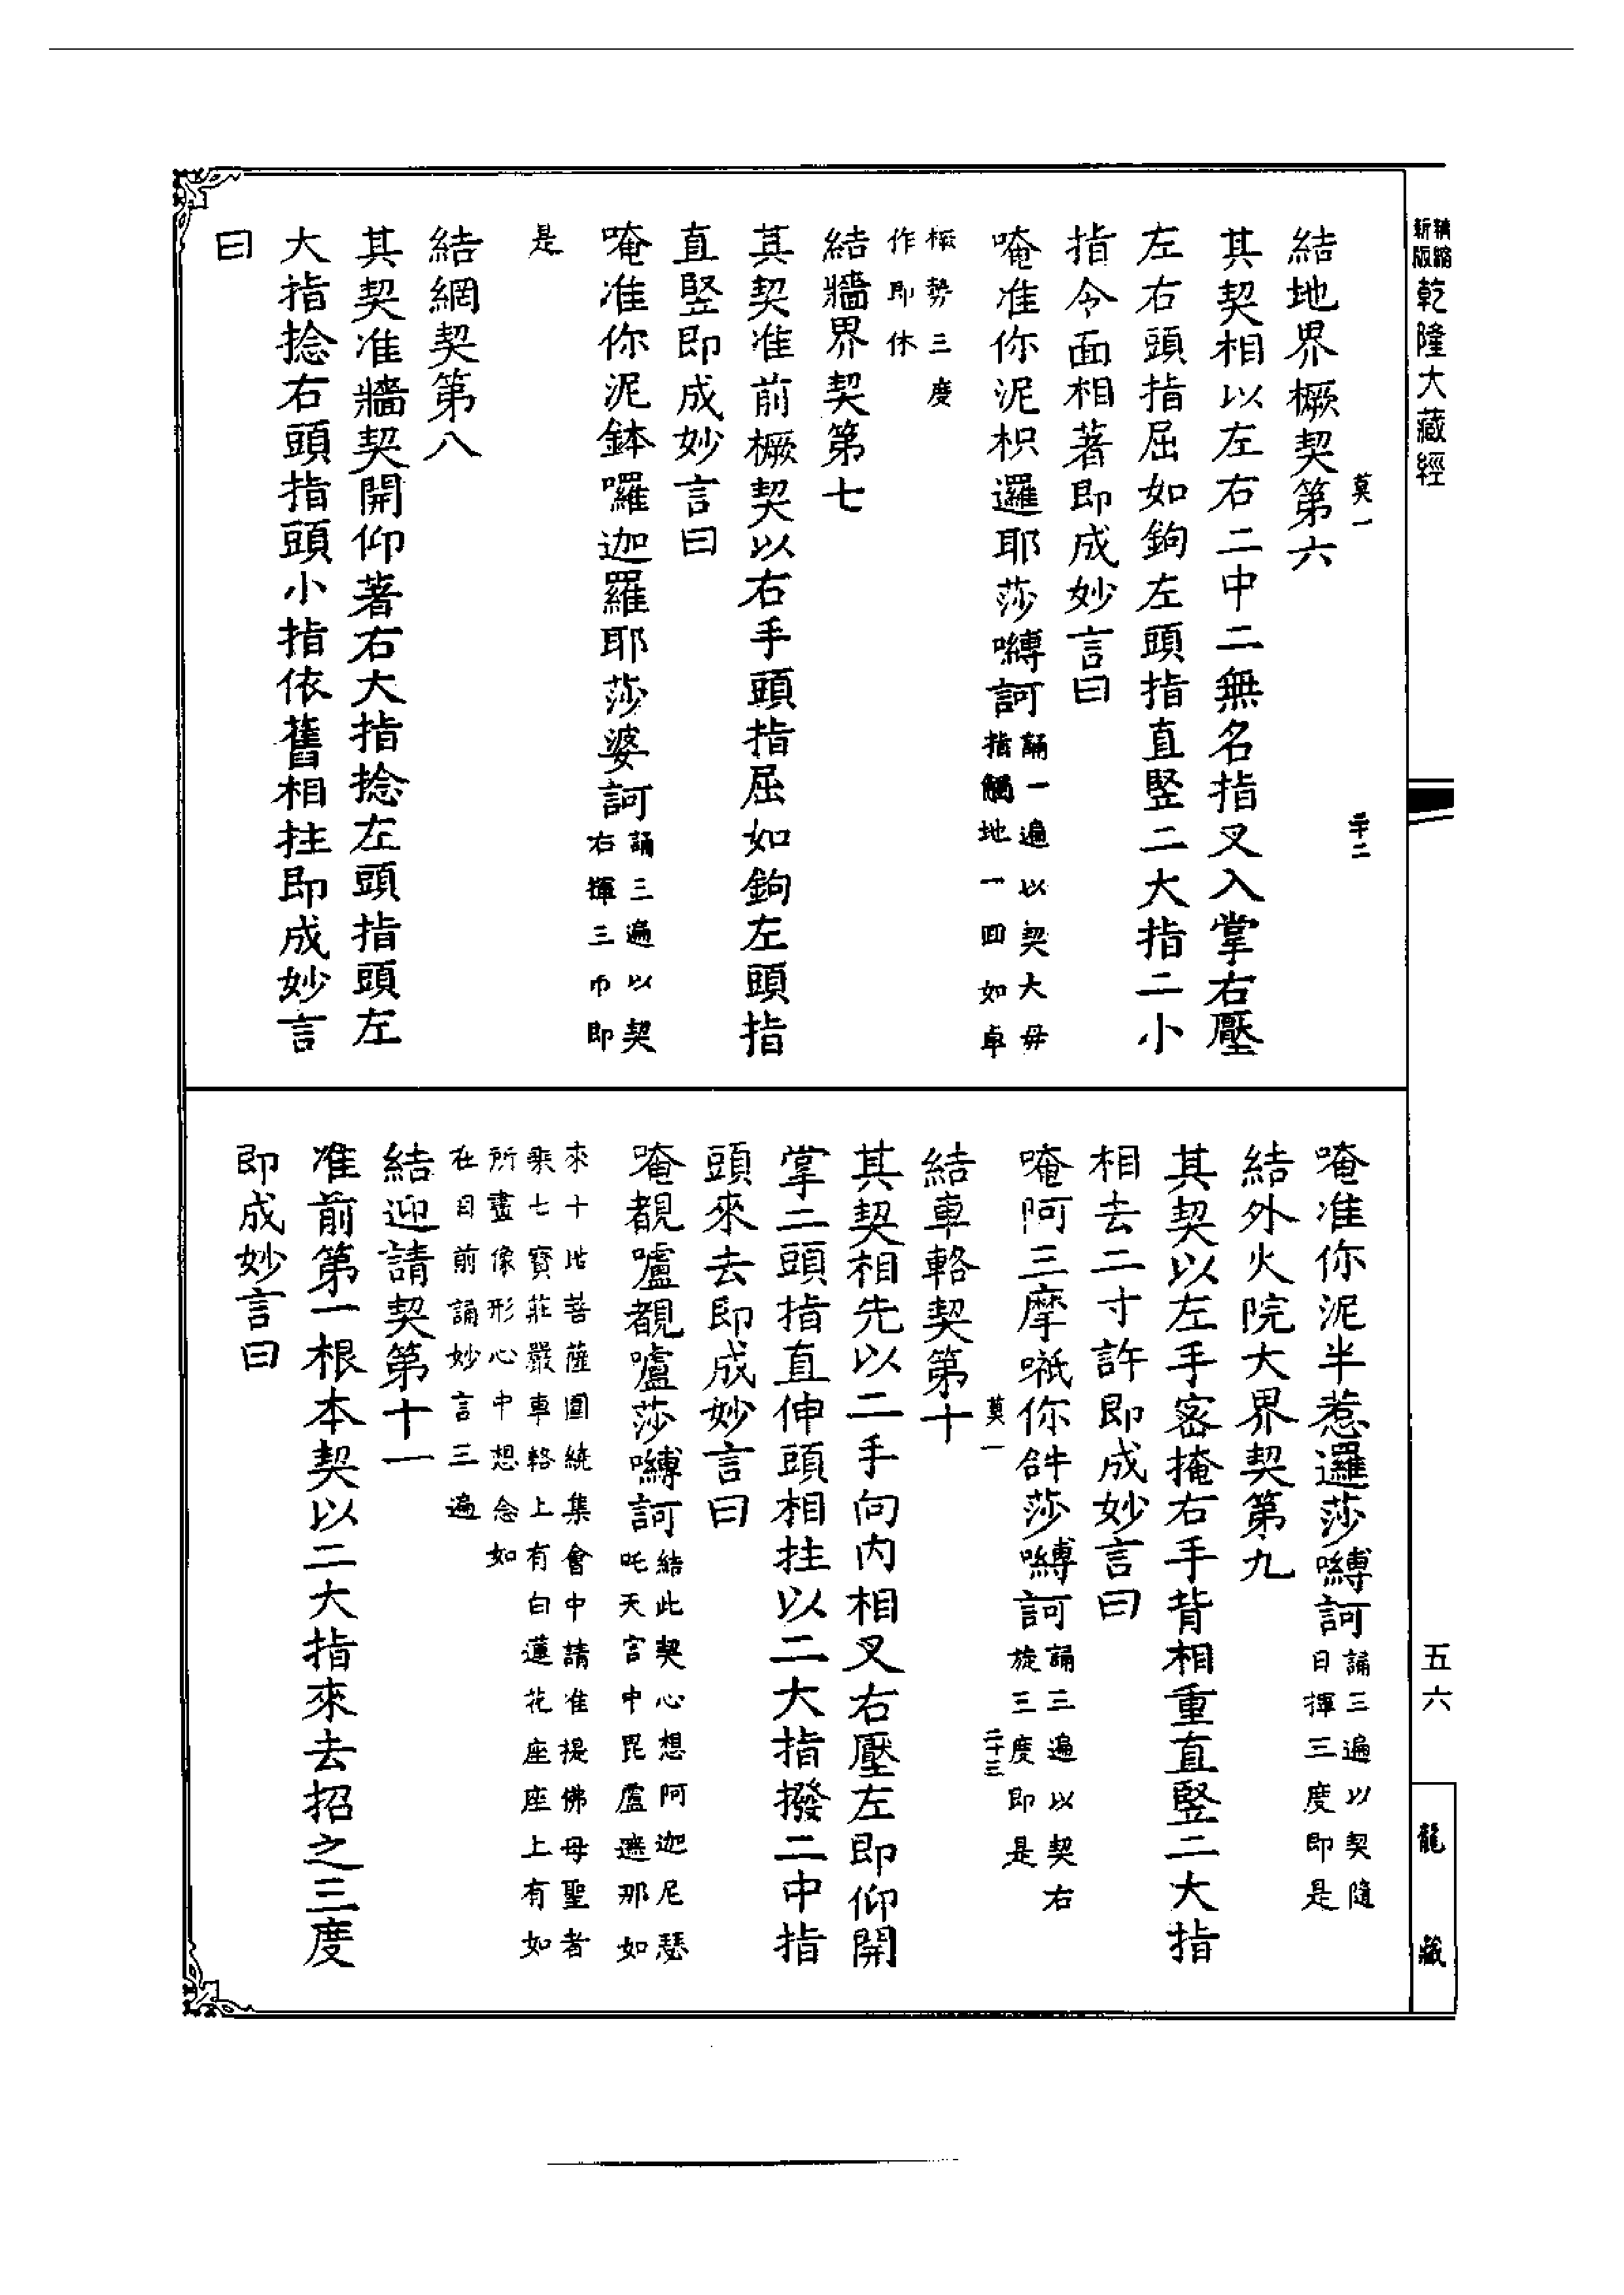 精縮新版乾隆大藏經
莫一
二十二
結地界橛契第六
其契相以左右二中二無名指叉入掌右壓
左右頭指屈如鉤左頭指直竪二大指二小
指令面相著即成妙言曰
唵准你泥枳邏耶莎嚩訶
誦一遍以契大母
指觸地一回如卓
橛勢三度
作即休
結牆界契第七
其契准前橛契以右手頭指屈如鉤左頭指
直竪即成妙言曰
唵准你泥鉢囉迦羅耶莎婆訶
誦三遍以契
右揮三帀即
是
結網契第八
其契准牆契開仰著右大指捻左頭指頭左
大指捻右頭指頭小指依舊相拄即成妙言
曰
五六
龍藏
唵准你泥半惹邏莎嚩訶
誦三遍以契隨
日揮三度即是
結外火院大界契第九
其契以左手密掩右手背相重直竪二大指
相去二寸許即成妙言曰
唵阿三摩祇你𤙖莎嚩訶
誦三遍以契右
旋三度即是
莫一
二十三
結車輅契第十
其契相先以二手向內相叉右壓左即仰開
掌二頭指直伸頭相拄以二大指撥二中指
頭來去即成妙言曰
唵覩嚧覩嚧莎嚩訶
結此契心想阿迦尼瑟
吒天宮中毘盧遮那如
來十地菩薩圍繞集會中請准提佛母聖者
乘七寶莊嚴車輅上有白蓮花座座上有如
所畫像形心中想念如
在目前誦妙言三遍
結迎請契第十一
准前第一根本契以二大指來去招之三度
即成妙言曰